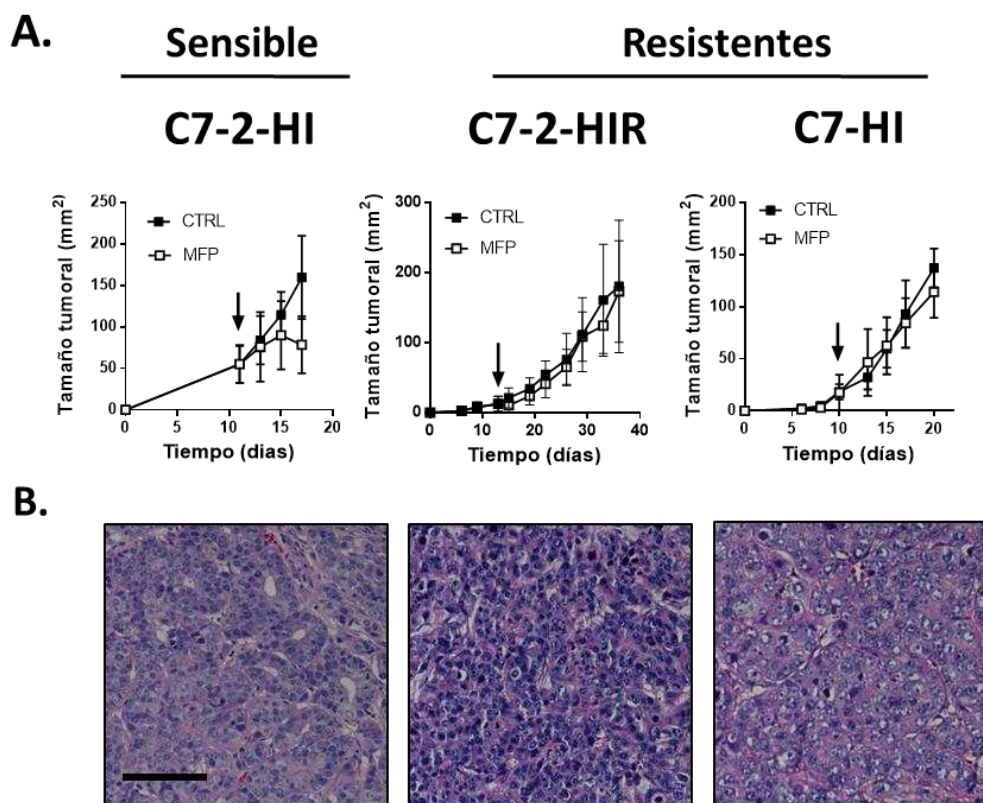 A.
Sensible
Resistentes
C7-2-HI
C7-2-HIR
C7-HI
Tamaño tumoral (mm²)
250
200
150
100
50
0
CTRL
MFP
0
5
10
15
20
Tiempo (dias)
Tamaño tumoral (mm²)
300
200
100
0
CTRL
MFP
0
10
20
30
40
Tiempo (días)
Tamaño tumoral (mm²)
200
150
100
50
0
CTRL
MFP
0
5
10
15
20
Tiempo (días)
B.